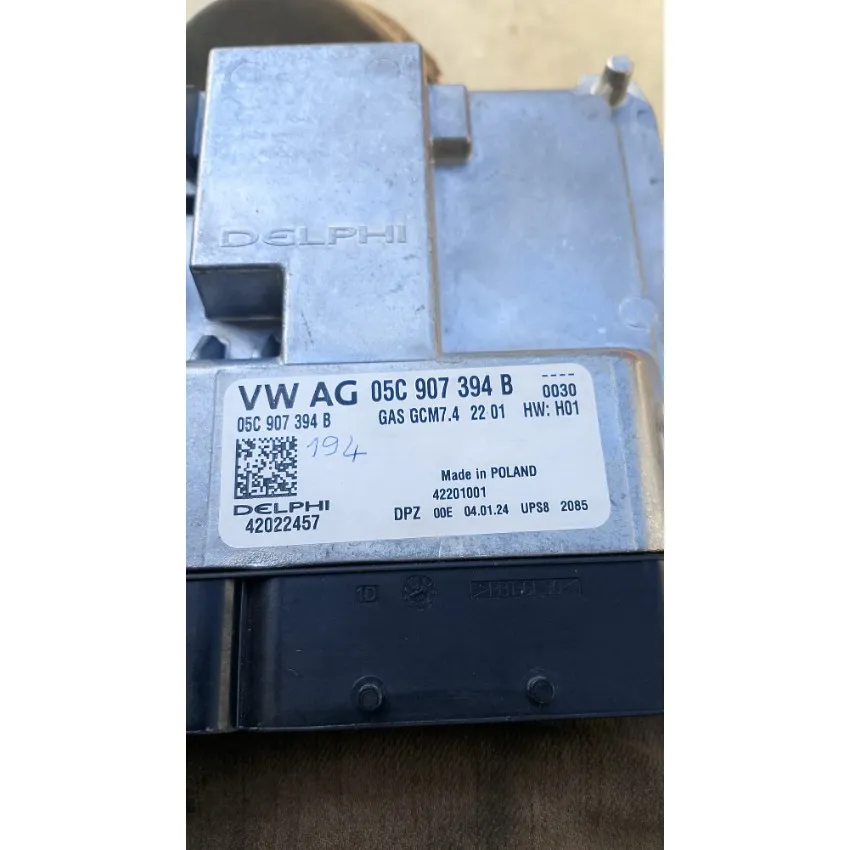 DELPHI
VW AG 05C 907 394 B ----
0030
05C 907 394 B GAS GCM7.4 22 01 HW: H01
194
Made in POLAND
42201001
DELPHI
42022457
DPZ 00E 04.01.24 UPS8 2085
1D